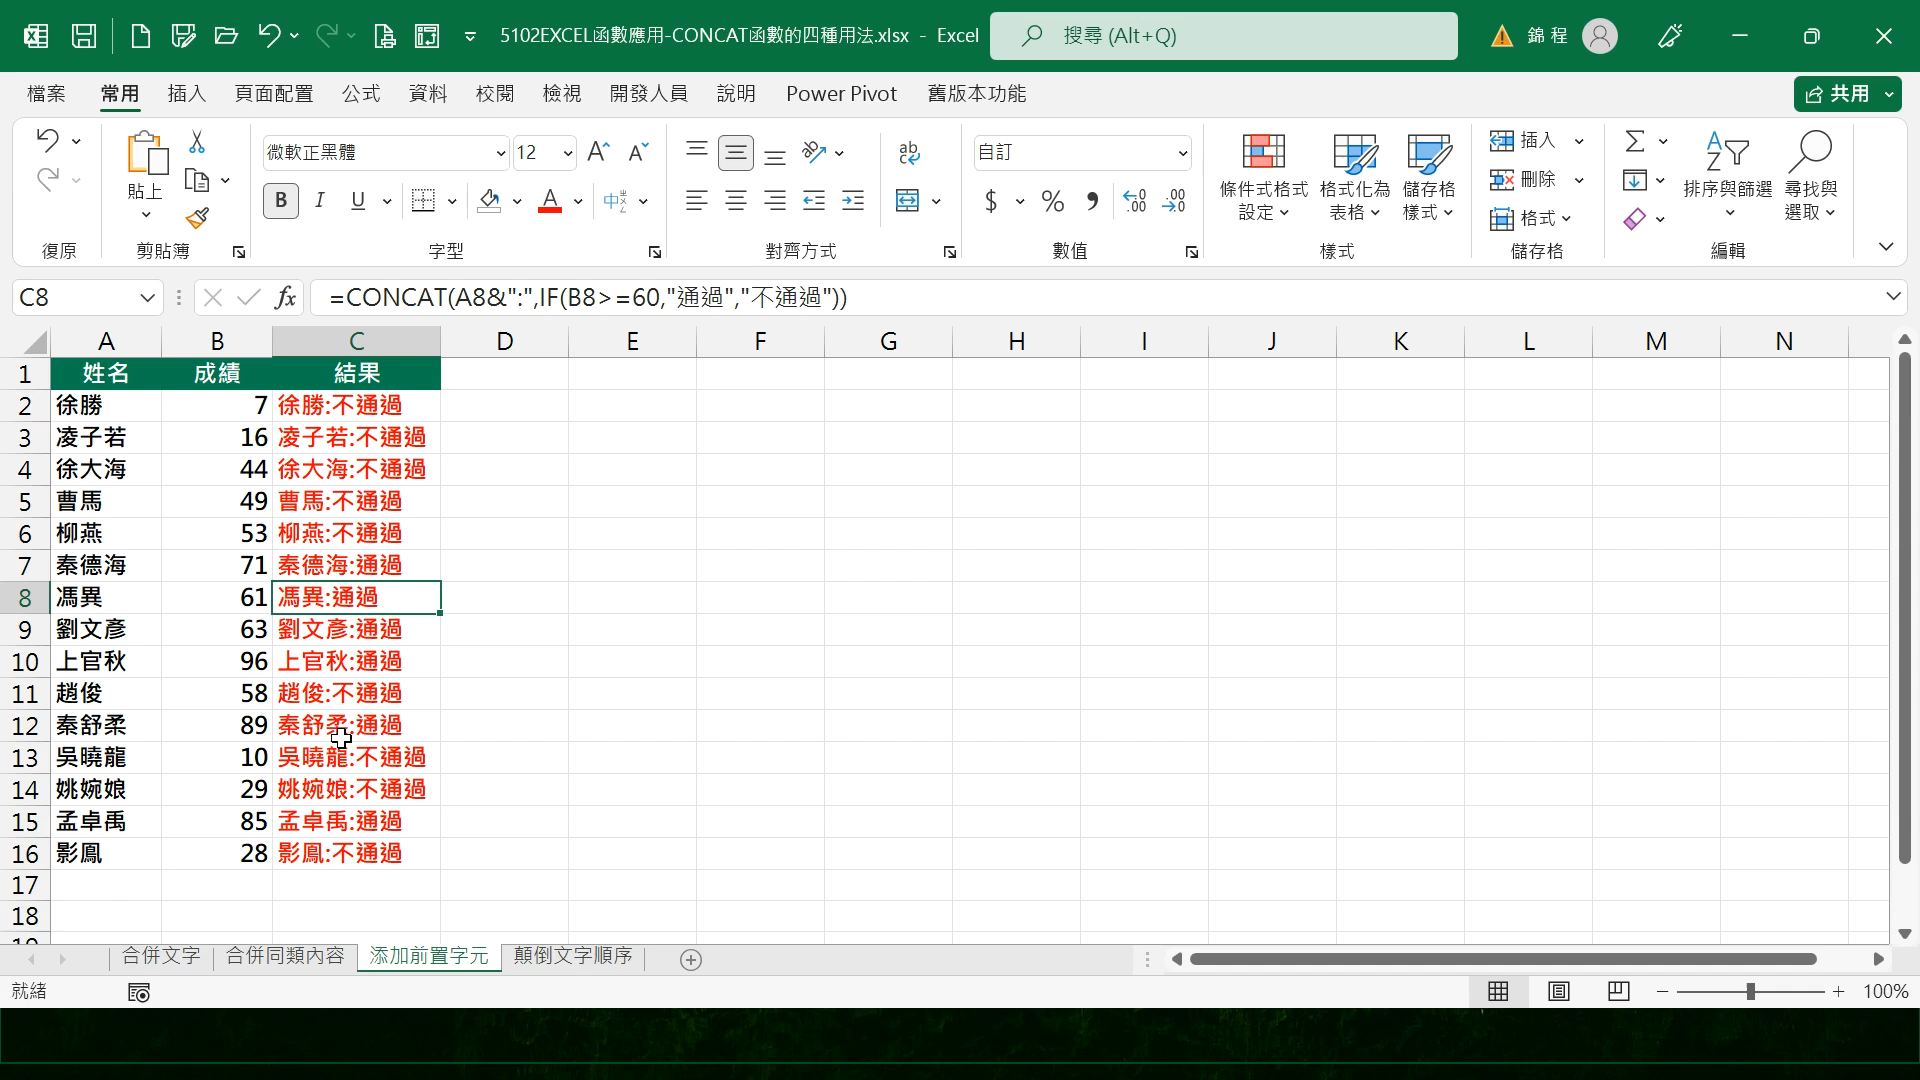 5102EXCEL函數應用-CONCAT函數的四種用法.xlsx - Excel 搜尋 (Alt+Q) 錦 程
檔案 常用 插入 頁面配置 公式 資料 校閱 檢視 開發人員 說明 Power Pivot 舊版本功能 共用
微軟正黑體 12 自訂
貼上
B I U A $ % 
條件式格式設定 格式化為表格 儲存格樣式
插入
刪除
格式
排序與篩選 尋找與選取
復原 剪貼簿 字型 對齊方式 數值 樣式 儲存格 編輯
C8 fx =CONCAT(A8&":",IF(B8>=60,"通過","不通過"))
A B C D E F G H I J K L M N
1 姓名 成績 結果
2 徐勝 7 徐勝:不通過
3 凌子若 16 凌子若:不通過
4 徐大海 44 徐大海:不通過
5 曹馬 49 曹馬:不通過
6 柳燕 53 柳燕:不通過
7 秦德海 71 秦德海:通過
8 馮異 61 馮異:通過
9 劉文彥 63 劉文彥:通過
10 上官秋 96 上官秋:通過
11 趙俊 58 趙俊:不通過
12 秦舒柔 89 秦舒柔:通過
13 吳曉龍 10 吳曉龍:不通過
14 姚婉娘 29 姚婉娘:不通過
15 孟卓禹 85 孟卓禹:通過
16 影鳳 28 影鳳:不通過
17
18
合併文字 合併同類內容 添加前置字元 顛倒文字順序
就緒 100%